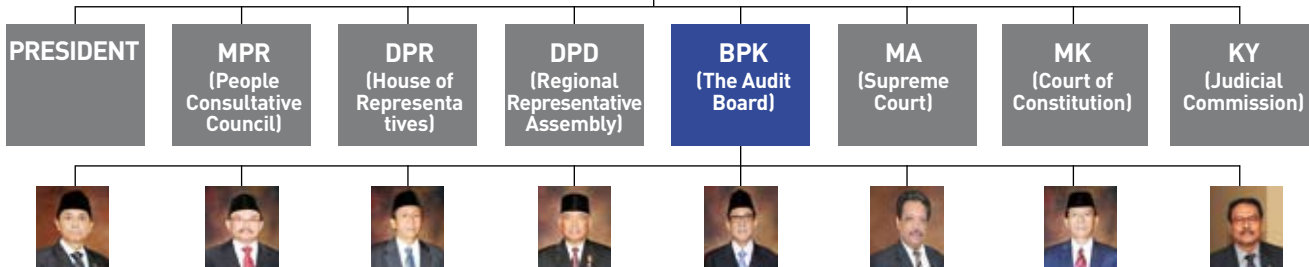 PRESIDENT
MPR
(People
Consultative
Council)
DPR
(House of
Representa
tives)
DPD
(Regional
Representative
Assembly)
BPK
(The Audit
Board)
MA
(Supreme
Court)
MK
(Court of
Constitution)
KY
(Judicial
Commission)